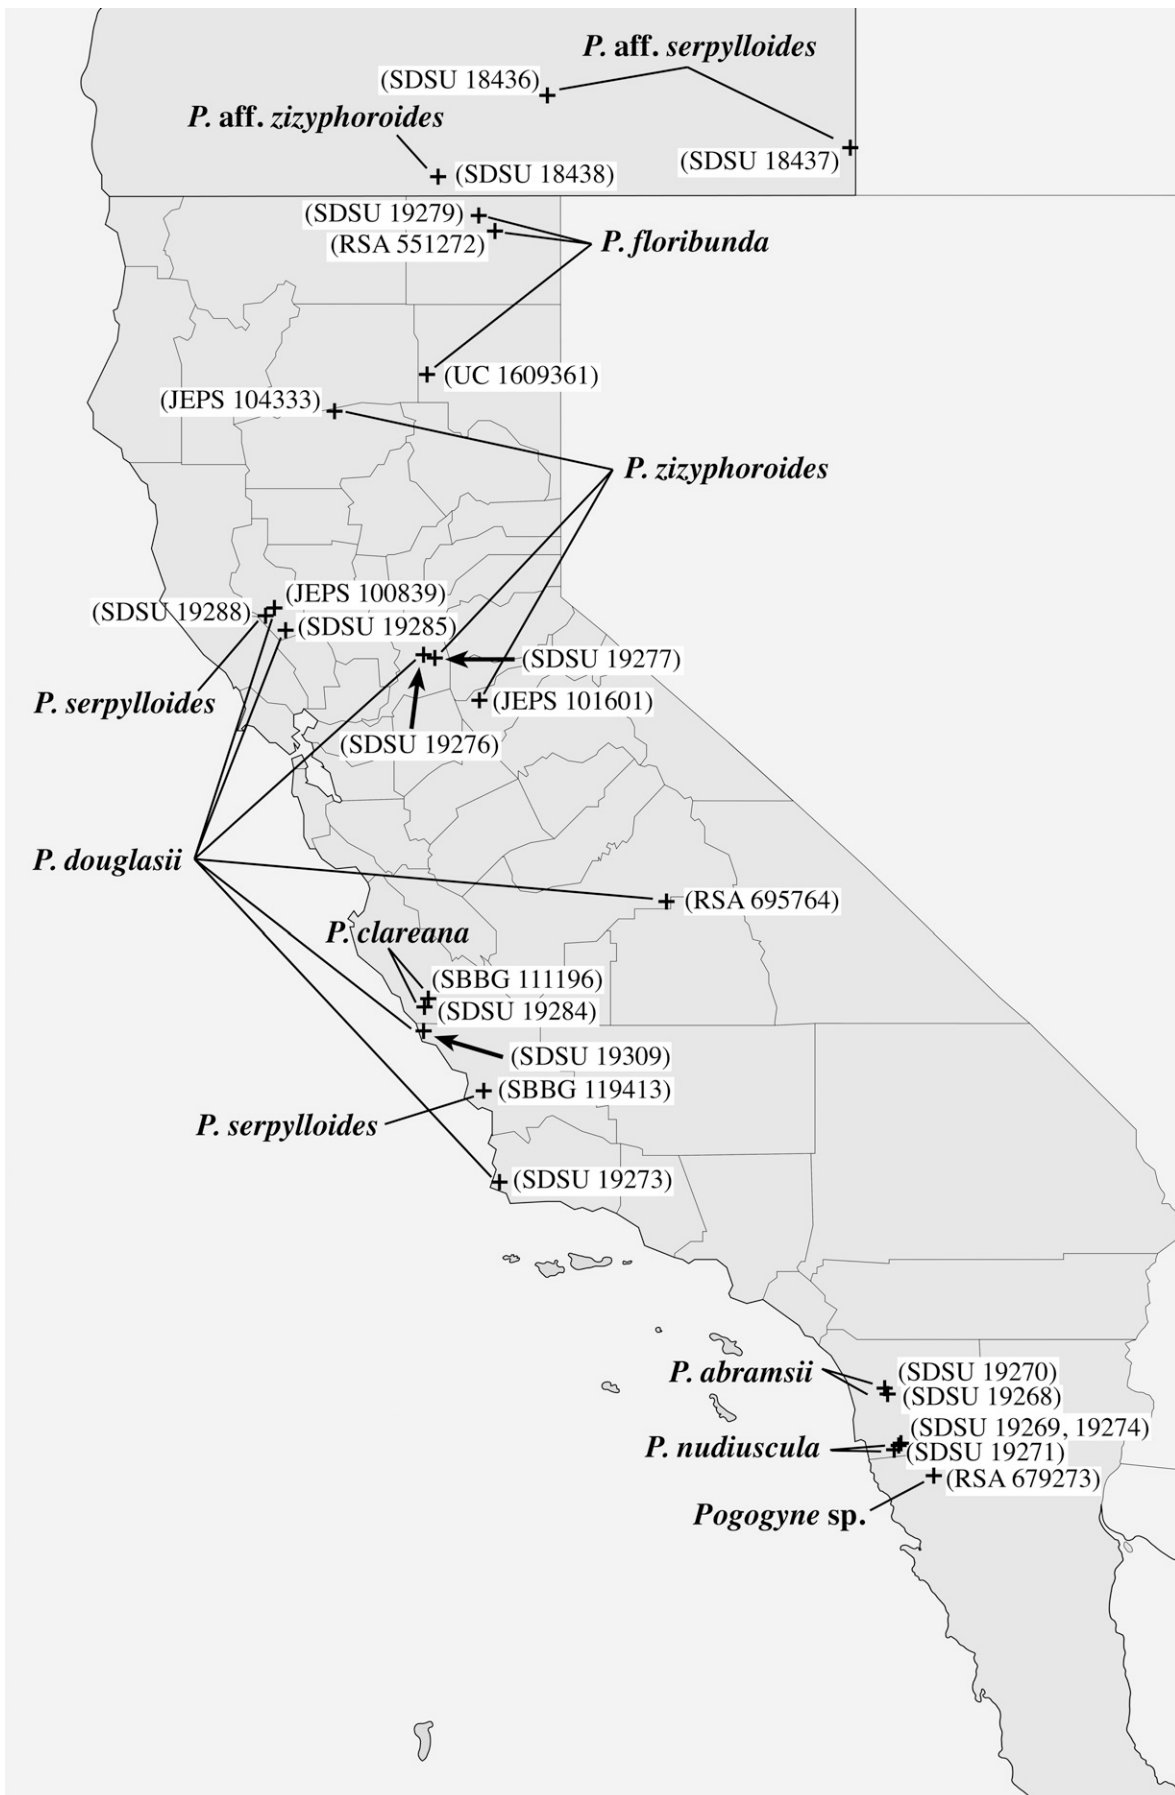 P. aff. serpylloides
(SDSU 18436)
P. aff. zizyphoroides
(SDSU 18437)
(SDSU 18438)
(SDSU 19279)
(RSA 551272)
P. floribunda
(UC 1609361)
(JEPS 104333)
P. zizyphoroides
(JEPS 100839)
(SDSU 19288)
(SDSU 19285)
(SDSU 19277)
P. serpylloides
(JEPS 101601)
(SDSU 19276)
P. douglasii
(RSA 695764)
P. clareana
(SBBG 111196)
(SDSU 19284)
(SDSU 19309)
(SBBG 119413)
P. serpylloides
(SDSU 19273)
P. abramsii
(SDSU 19270)
(SDSU 19268)
(SDSU 19269, 19274)
P. nudiuscula
(SDSU 19271)
(RSA 679273)
Pogogyne sp.